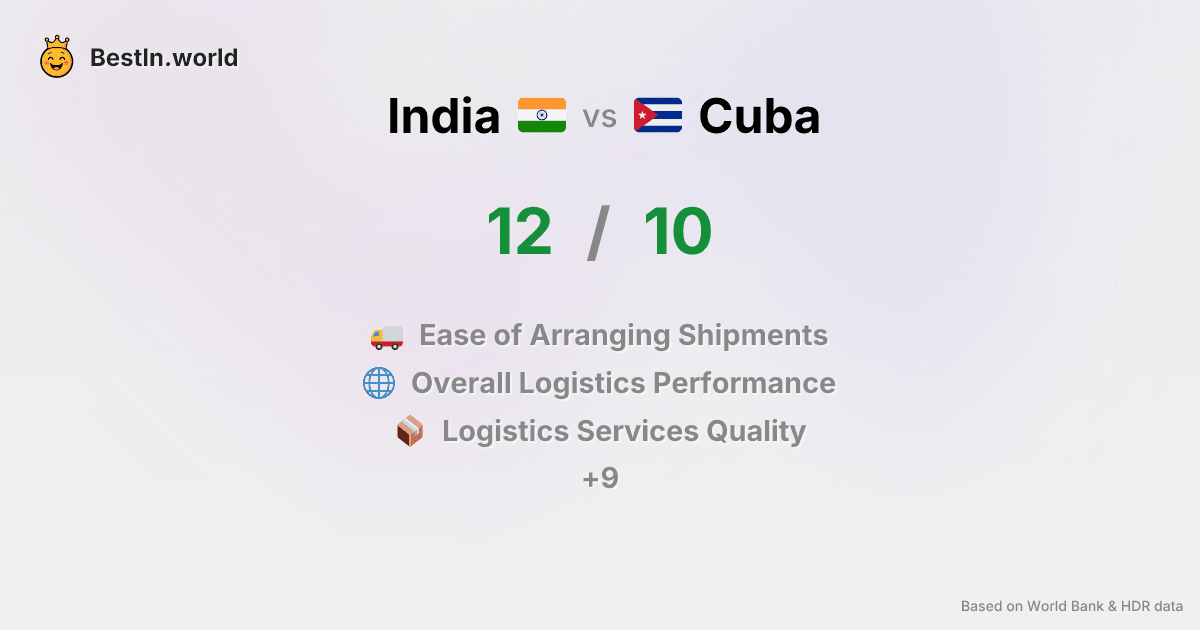 BestIn.world
India vs Cuba
12 / 10
Ease of Arranging Shipments
Overall Logistics Performance
Logistics Services Quality
+9
Based on World Bank & HDR data